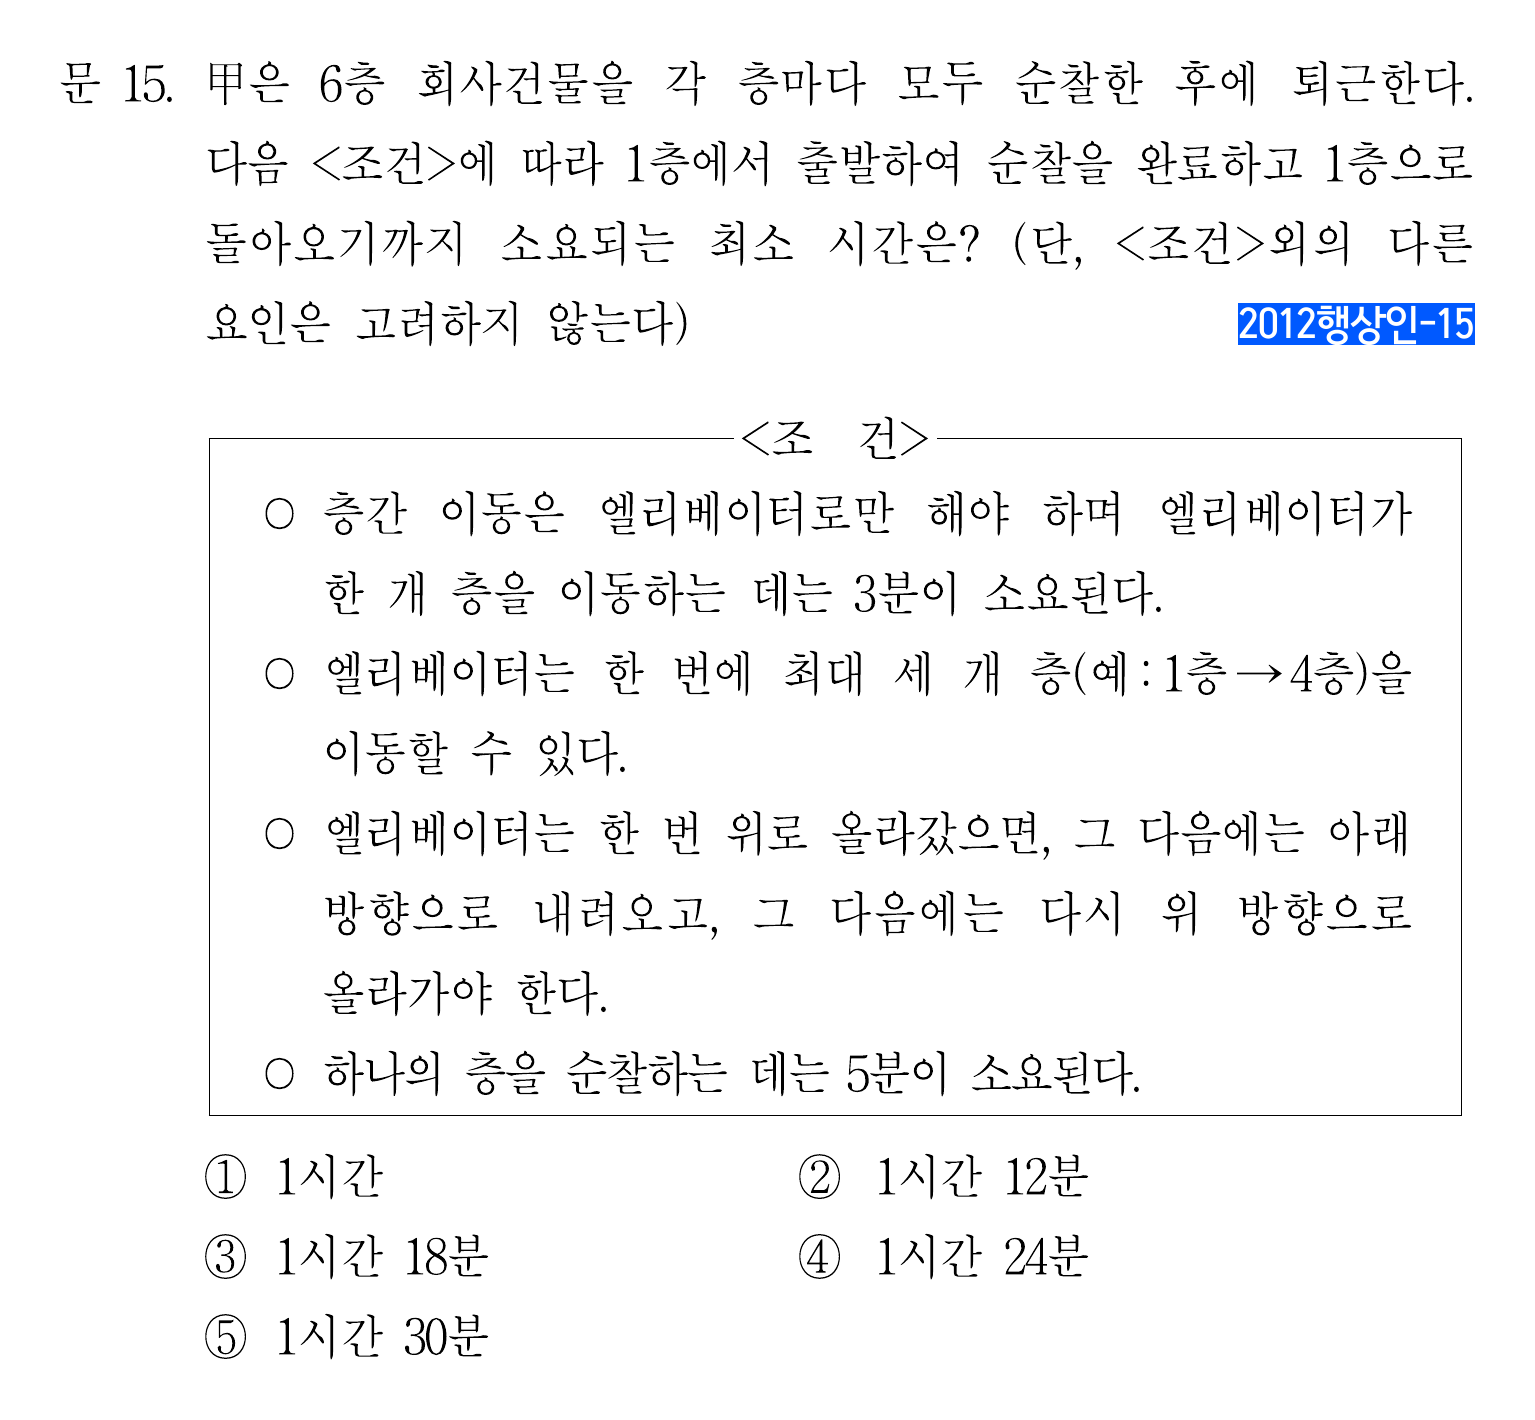 문 15. 甲은 6층 회사건물을 각 층마다 모두 순찰한 후에 퇴근한다.
다음 <조건>에 따라 1층에서 출발하여 순찰을 완료하고 1층으로
돌아오기까지 소요되는 최소 시간은? (단, <조건>외의 다른
요인은 고려하지 않는다) 2012행상인-15
<조 건>
○ 층간 이동은 엘리베이터로만 해야 하며 엘리베이터가
한 개 층을 이동하는 데는 3분이 소요된다.
○ 엘리베이터는 한 번에 최대 세 개 층(예:1층→4층)을
이동할 수 있다.
○ 엘리베이터는 한 번 위로 올라갔으면, 그 다음에는 아래
방향으로 내려오고, 그 다음에는 다시 위 방향으로
올라가야 한다.
○ 하나의 층을 순찰하는 데는 5분이 소요된다.
① 1시간 ② 1시간 12분
③ 1시간 18분 ④ 1시간 24분
⑤ 1시간 30분